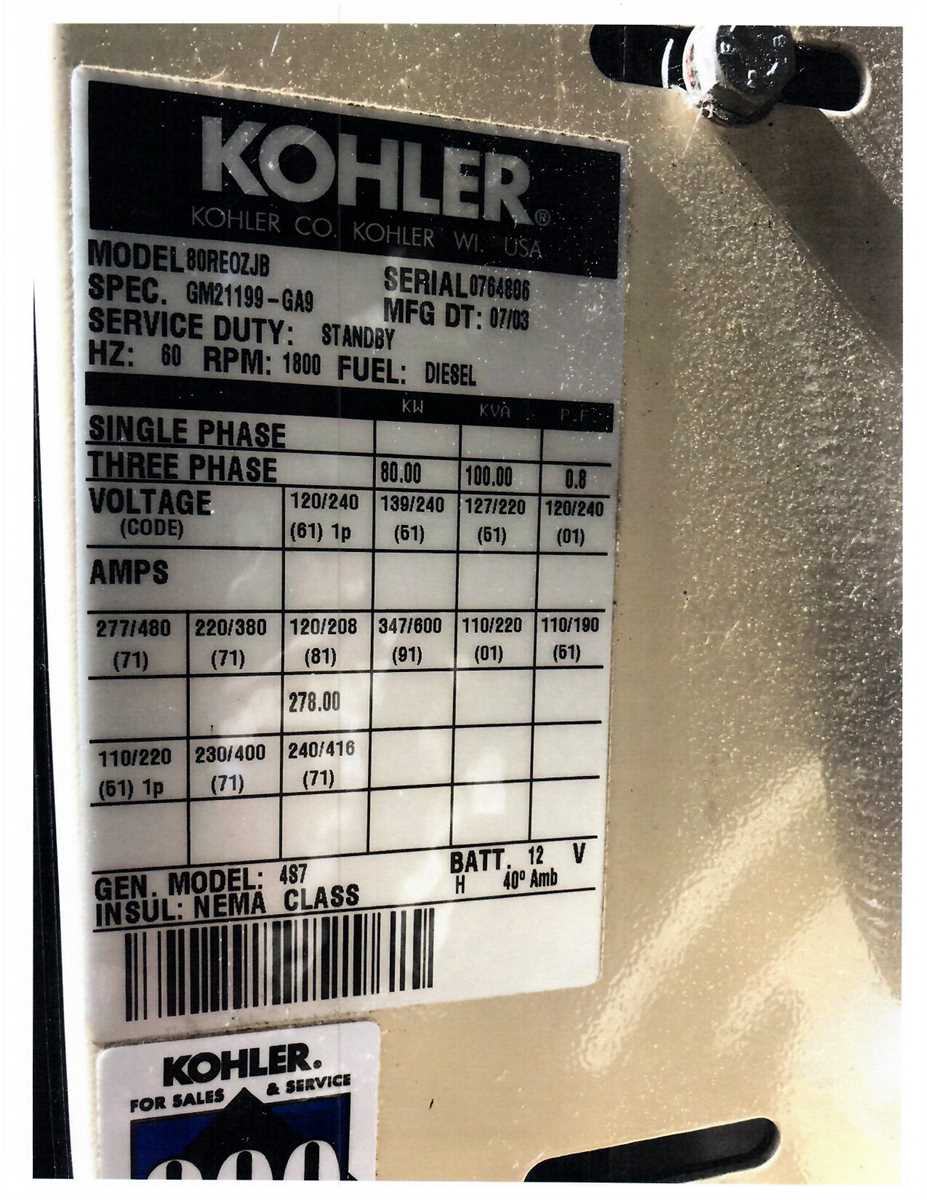 KOHLER®
KOHLER CO. KOHLER WI. USA
MODEL 80REOZJB SERIAL 0764806
SPEC. GM21199-GA9 MFG DT: 07/03
SERVICE DUTY: STANDBY
HZ: 60 RPM: 1800 FUEL: DIESEL
KW KVA P.F
SINGLE PHASE
THREE PHASE 80.00 100.00 0.8
VOLTAGE 120/240 139/240 127/220 120/240
(CODE) (61) 1p (51) (51) (01)
AMPS
277/480 220/380 120/208 347/600 110/220 110/190
(71) (71) (81) (91) (01) (51)
278.00
110/220 230/400 240/416
(51) 1p (71) (71)
GEN. MODEL: 4S7 BATT. 12 V
INSUL: NEMA CLASS H 40º Amb
KOHLER.
FOR SALES & SERVICE